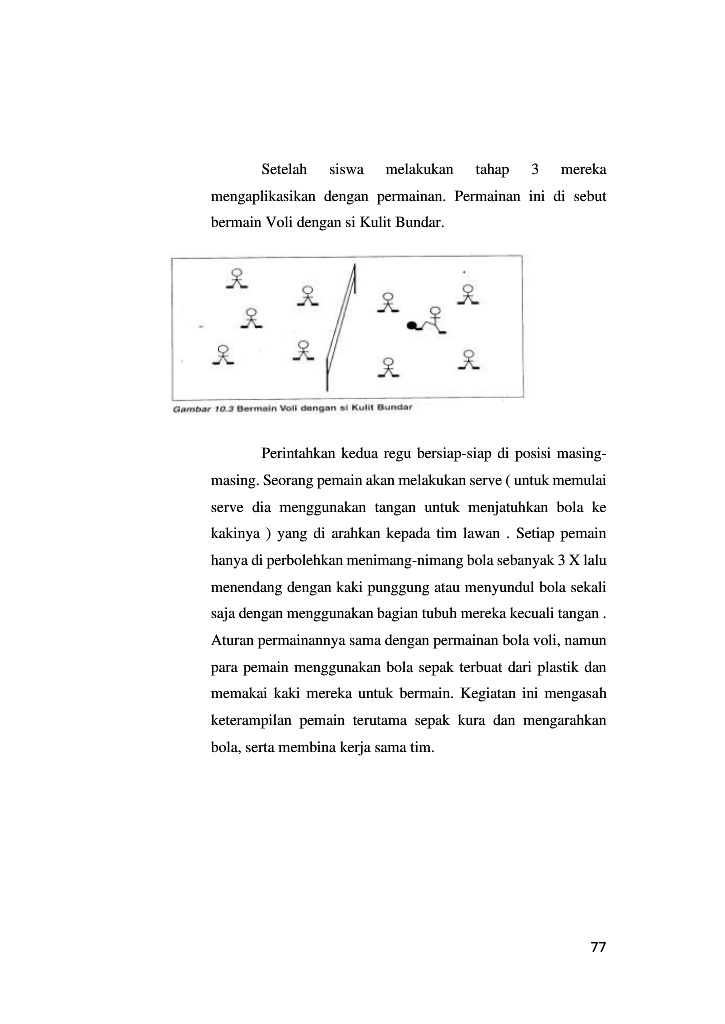 Setelah siswa melakukan tahap 3 mereka
mengaplikasikan dengan permainan. Permainan ini di sebut
bermain Voli dengan si Kulit Bundar.
Gambar 10.3 Bermain Voli dengan si Kulit Bundar
Perintahkan kedua regu bersiap-siap di posisi masing-
masing. Seorang pemain akan melakukan serve ( untuk memulai
serve dia menggunakan tangan untuk menjatuhkan bola ke
kakinya ) yang di arahkan kepada tim lawan . Setiap pemain
hanya di perbolehkan menimang-nimang bola sebanyak 3 X lalu
menendang dengan kaki punggung atau menyundul bola sekali
saja dengan menggunakan bagian tubuh mereka kecuali tangan .
Aturan permainannya sama dengan permainan bola voli, namun
para pemain menggunakan bola sepak terbuat dari plastik dan
memakai kaki mereka untuk bermain. Kegiatan ini mengasah
keterampilan pemain terutama sepak kura dan mengarahkan
bola, serta membina kerja sama tim.
77